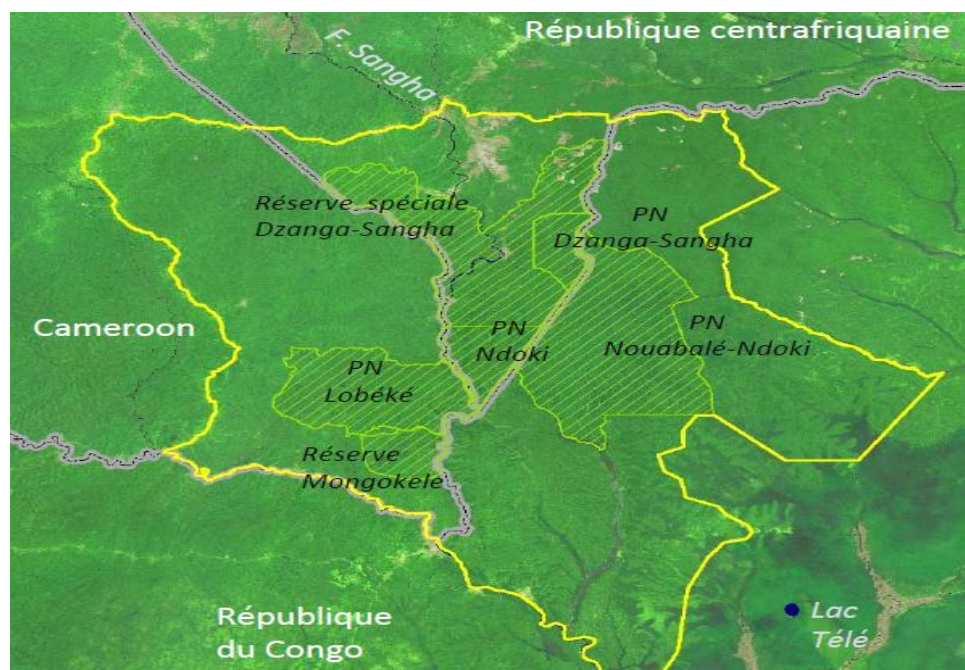 République centrafriquaine
F. Sangha
Réserve spéciale
Dzanga-Sangha
PN
Dzanga-Sangha
Cameroon
PN
Ndoki
PN
Nouabalé-Ndoki
PN
Lobéké
Réserve
Mongokele
République
du Congo
Lac
Télé